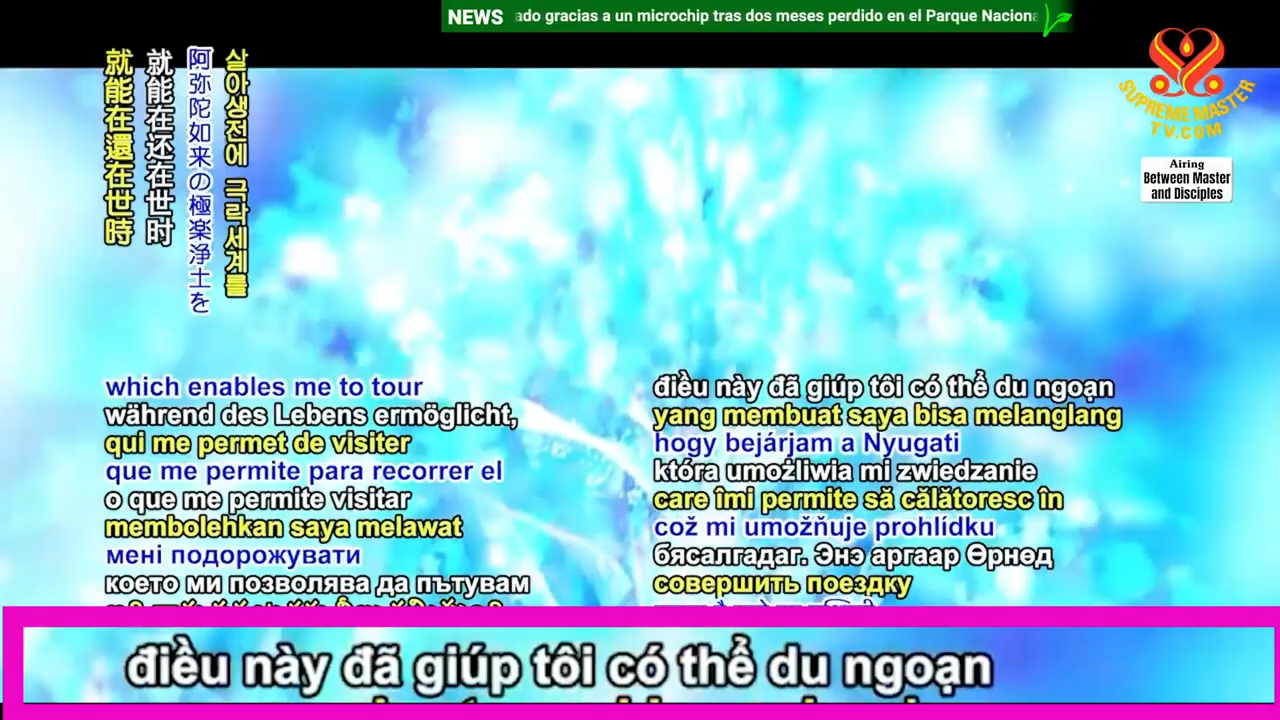 NEWS ado gracias a un microchip tras dos meses perdido en el Parque Naciona
SUPREME MASTER
TV.COM
Airing
Between Master
and Disciples
就能在還在世時
就能在还在世时
阿弥陀如来の極楽浄土を
살아생전에 극락세계를
which enables me to tour
während des Lebens ermöglicht,
qui me permet de visiter
que me permite para recorrer el
o que me permite visitar
membolehkan saya melawat
мені подорожувати
което ми позволява да пътувам
điều này đã giúp tôi có thể du ngoạn
yang membuat saya bisa melanglang
hogy bejárjam a Nyugati
która umożliwia mi zwiedzanie
care îmi permite să călătoresc în
což mi umožňuje prohlídku
бясалгадаг. Энэ аргаар Өрнөд
совершить поездку
điều này đã giúp tôi có thể du ngoạn